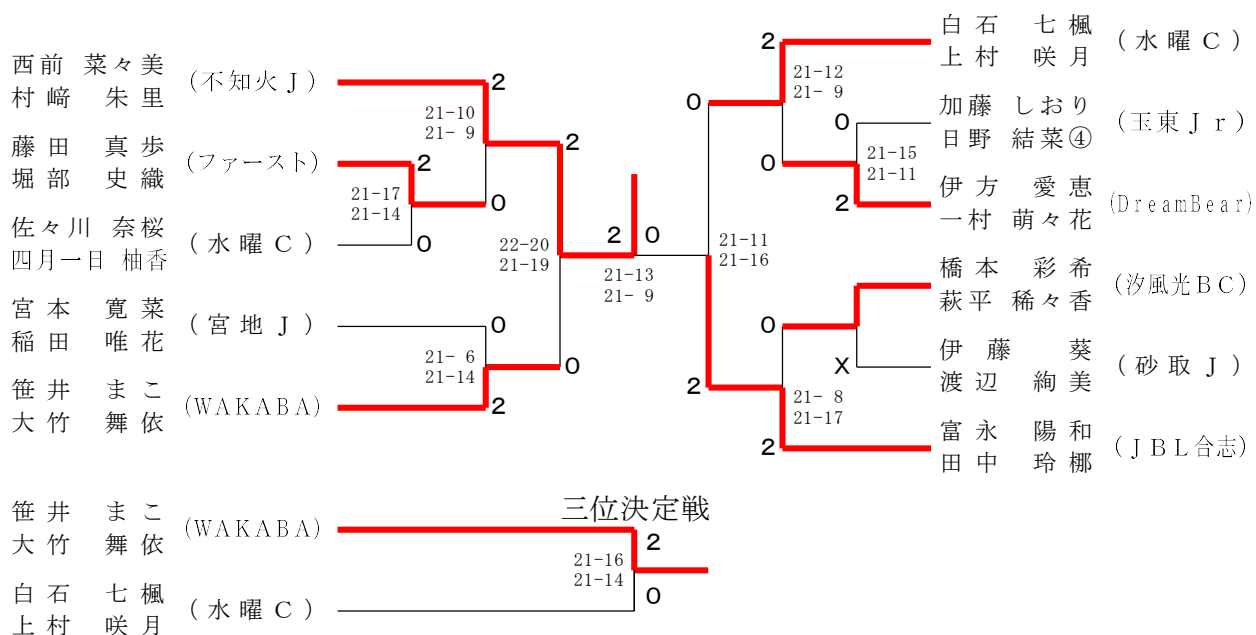 西前 菜々美
村﨑 朱里
(不知火Ｊ)
2
21-10
21- 9
2
藤田 真歩
堀部 史織
(ファースト)
2
21-17
21-14
0
佐々川 奈桜
四月一日 柚香
(水曜Ｃ)
0
22-20
21-19
宮本 寛菜
稲田 唯花
(宮地Ｊ)
0
21- 6
21-14
0
笹井 まこ
大竹 舞依
(WAKABA)
2
2 0
21-13
21- 9
白石 七楓
上村 咲月
(水曜Ｃ)
2
21-12
21- 9
0
加藤 しおり
日野 結菜④
(玉東Ｊｒ)
0
21-15
21-11
0
伊方 愛恵
一村 萌々花
(DreamBear)
2
21-11
21-16
橋本 彩希
萩平 稀々香
(汐風光ＢＣ)
0
伊藤 葵
渡辺 絢美
(砂取Ｊ)
X
2
21- 8
21-17
富永 陽和
田中 玲梛
(ＪＢＬ合志)
2
三位決定戦
笹井 まこ
大竹 舞依
(WAKABA)
2
21-16
21-14
白石 七楓
上村 咲月
(水曜Ｃ)
0